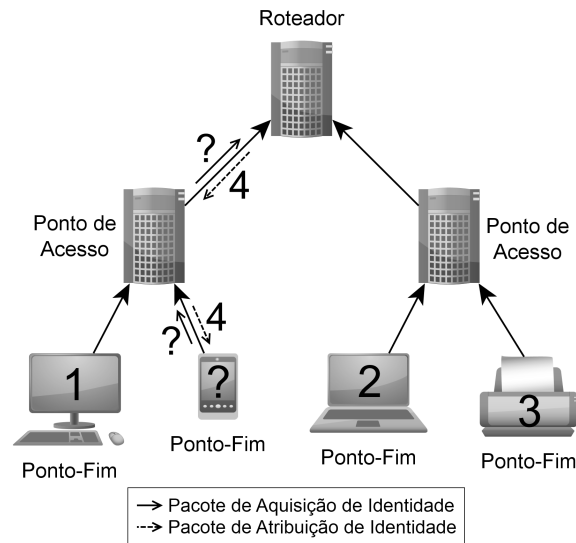 Roteador
?
4
Ponto de
Acesso
Ponto de
Acesso
?
4
1
?
2
3
Ponto-Fim
Ponto-Fim
Ponto-Fim
Ponto-Fim
Pacote de Aquisição de Identidade
Pacote de Atribuição de Identidade